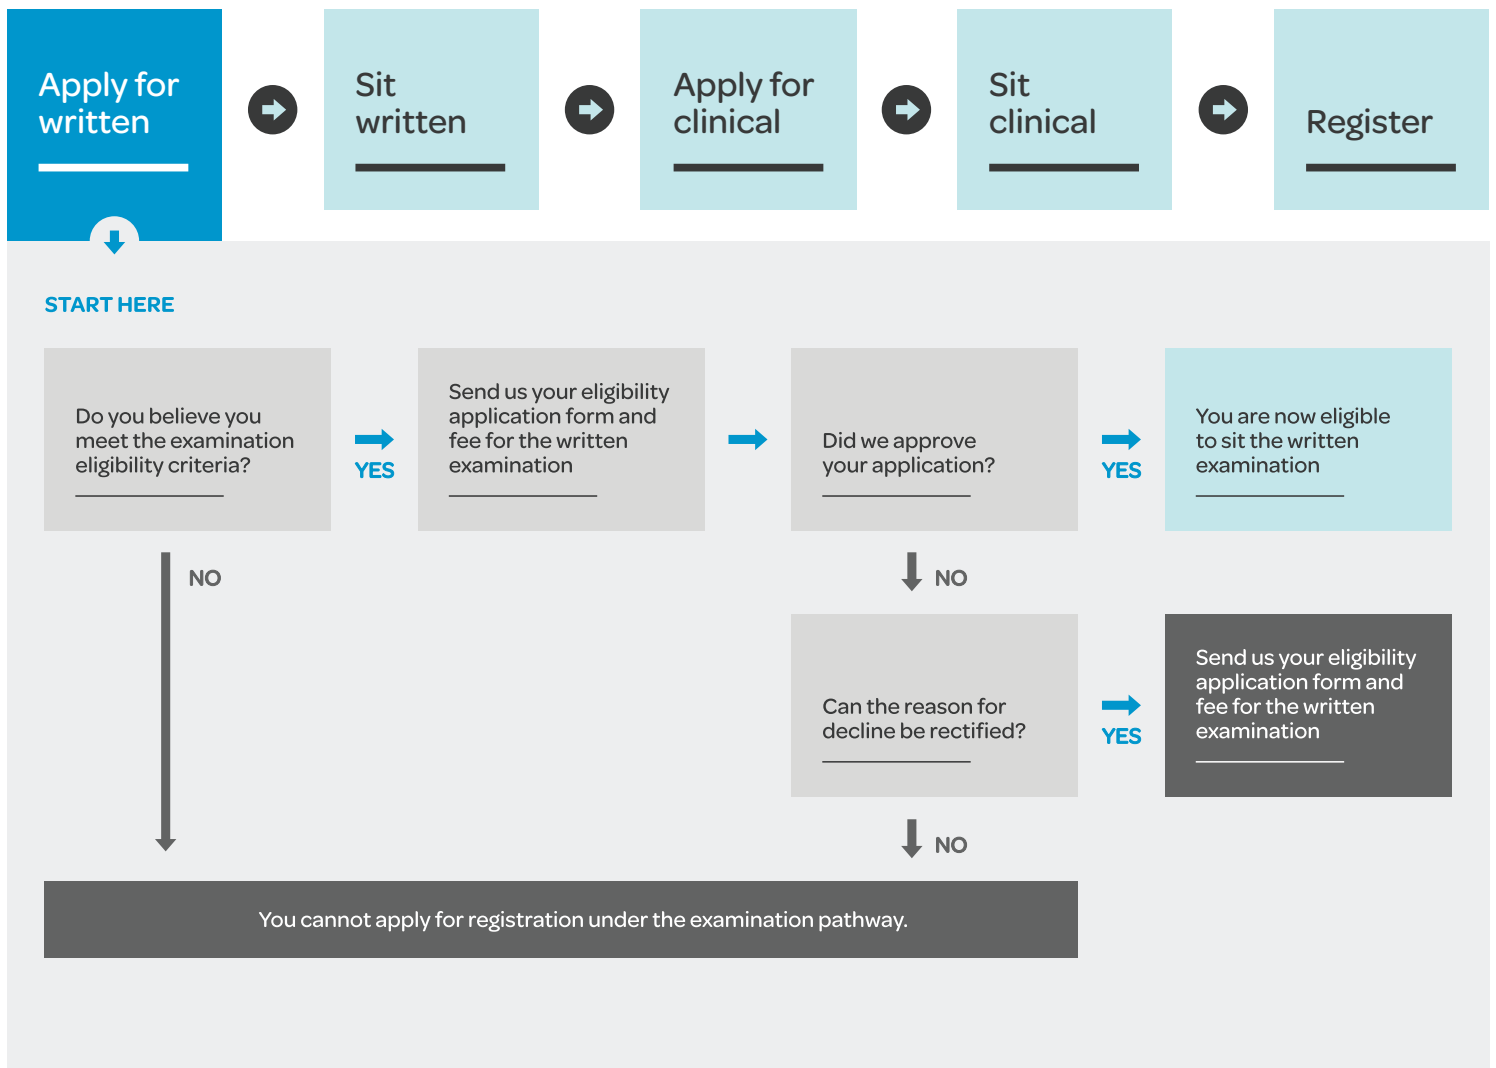 Apply for
written
Sit
written
Apply for
clinical
Sit
clinical
Register
START HERE
Do you believe you
meet the examination
eligibility criteria?
YES
Send us your eligibility
application form and
fee for the written
examination
Did we approve
your application?
YES
You are now eligible
to sit the written
examination
NO
NO
Can the reason for
decline be rectified?
YES
Send us your eligibility
application form and
fee for the written
examination
NO
You cannot apply for registration under the examination pathway.